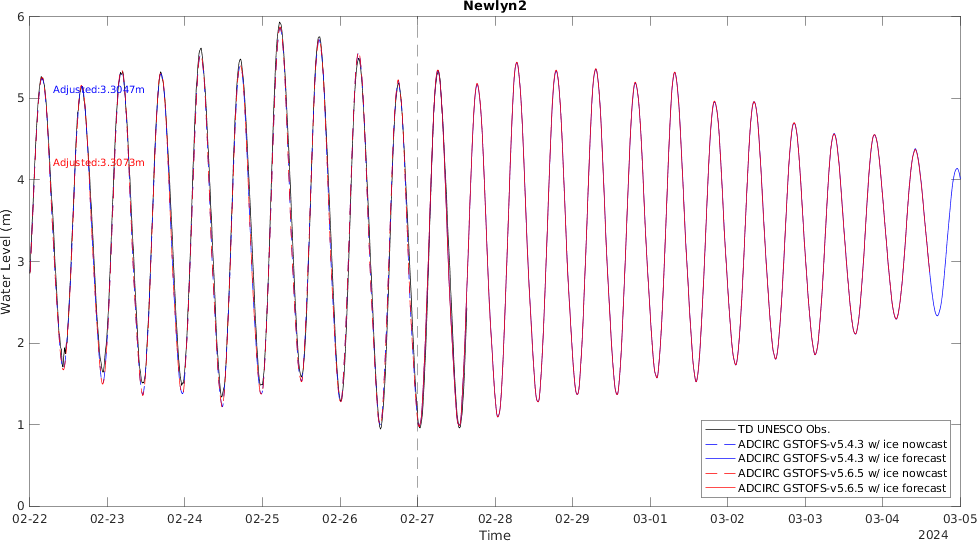 Newlyn2
6
5
4
3
2
1
0
Water Level (m)
Adjusted:3.3047m
Adjusted:3.3073m
TD UNESCO Obs.
ADCIRC GSTOFS-v5.4.3 w/ ice nowcast
ADCIRC GSTOFS-v5.4.3 w/ ice forecast
ADCIRC GSTOFS-v5.6.5 w/ ice nowcast
ADCIRC GSTOFS-v5.6.5 w/ ice forecast
02-22 02-23 02-24 02-25 02-26 02-27 02-28 02-29 03-01 03-02 03-03 03-04 03-05
Time
2024